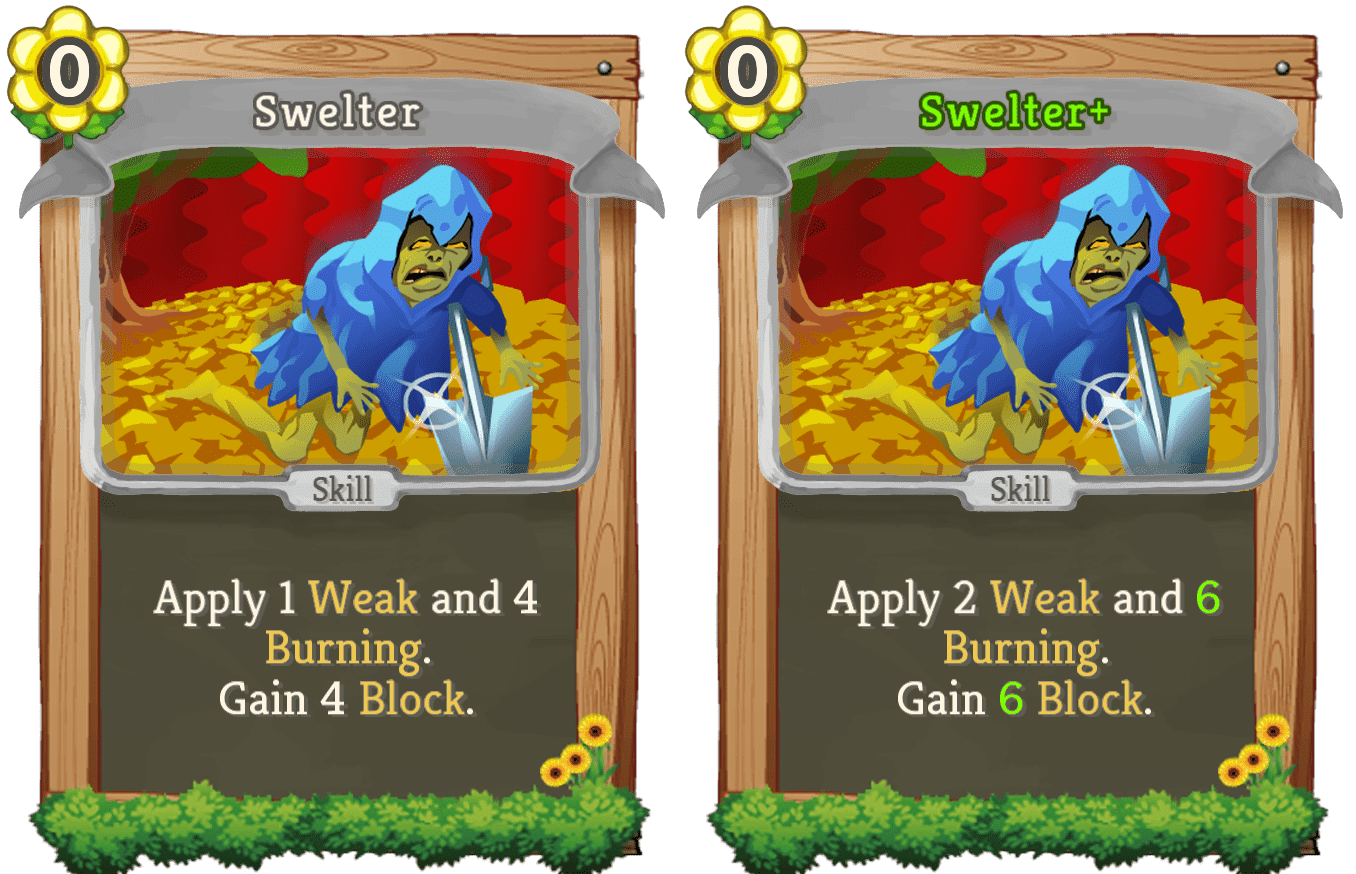 0
Swelter
Skill
Apply 1 Weak and 4
Burning.
Gain 4 Block.
0
Swelter+
Skill
Apply 2 Weak and 6
Burning.
Gain 6 Block.